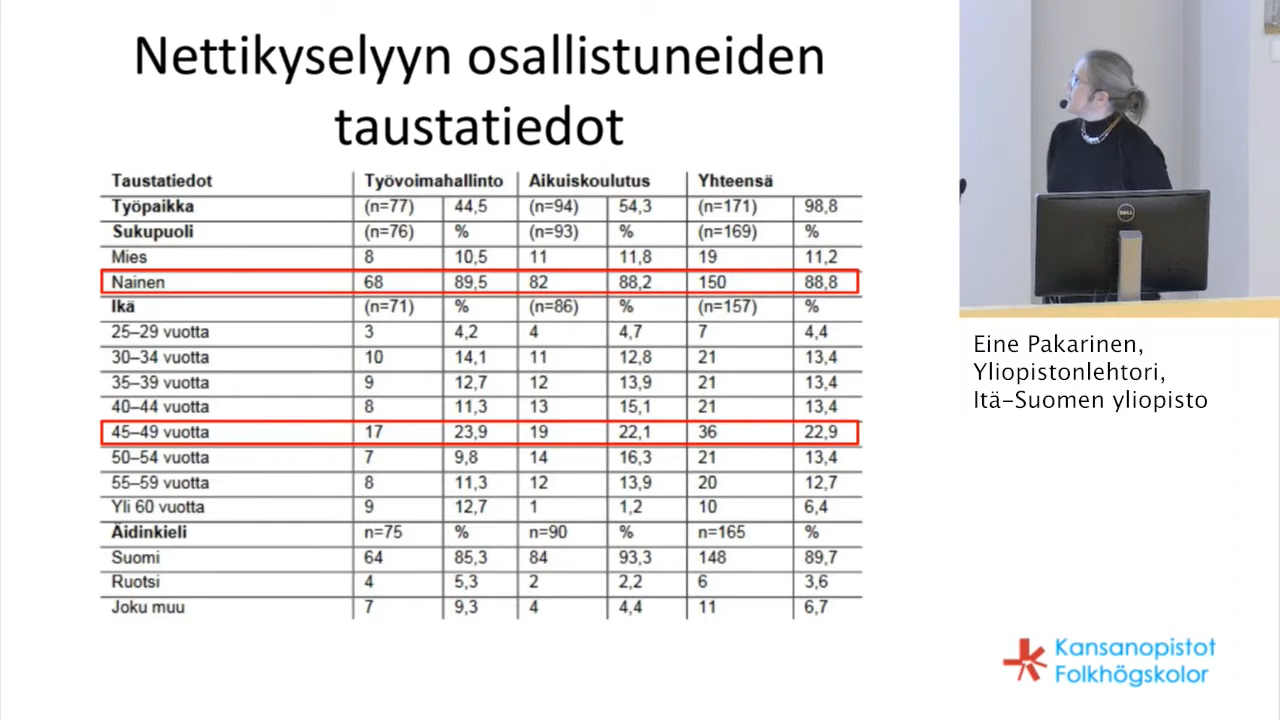 Nettikyselyyn osallistuneiden
taustatiedot
Taustatiedot Työvoimahallinto Aikuiskoulutus Yhteensä
Työpaikka (n=77) 44,5 (n=94) 54,3 (n=171) 98,8
Sukupuoli (n=76) % (n=93) % (n=169) %
Mies 8 10,5 11 11,8 19 11,2
Nainen 68 89,5 82 88,2 150 88,8
Ikä (n=71) % (n=86) % (n=157) %
25–29 vuotta 3 4,2 4 4,7 7 4,4
30–34 vuotta 10 14,1 11 12,8 21 13,4
35–39 vuotta 9 12,7 12 13,9 21 13,4
40–44 vuotta 8 11,3 13 15,1 21 13,4
45–49 vuotta 17 23,9 19 22,1 36 22,9
50–54 vuotta 7 9,8 14 16,3 21 13,4
55–59 vuotta 8 11,3 12 13,9 20 12,7
Yli 60 vuotta 9 12,7 1 1,2 10 6,4
Äidinkieli n=75 % n=90 % n=165 %
Suomi 64 85,3 84 93,3 148 89,7
Ruotsi 4 5,3 2 2,2 6 3,6
Joku muu 7 9,3 4 4,4 11 6,7
DELL
Eine Pakarinen,
Yliopistonlehtori,
Itä-Suomen yliopisto
Kansanopistot
Folkhögskolor